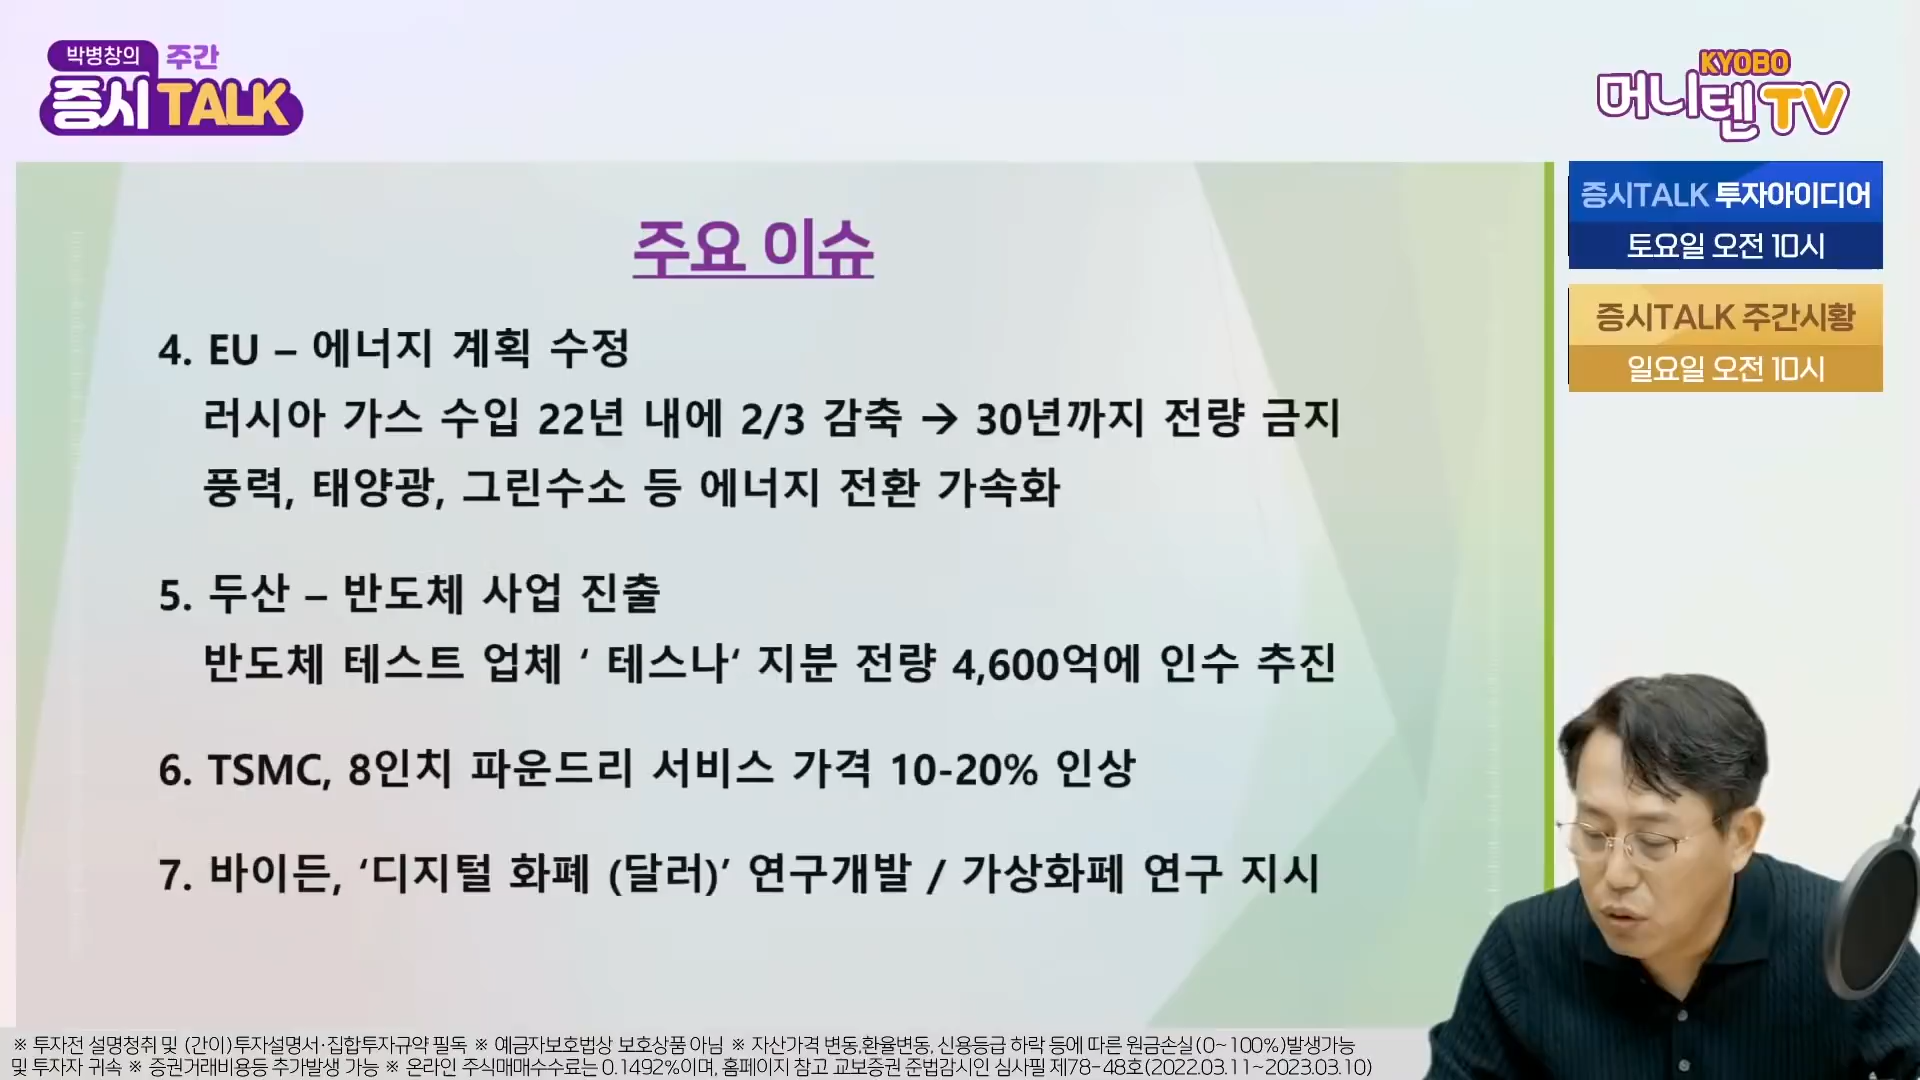 박병창의 주간
증시 TALK
KYOBO
머니텐 TV
증시TALK 투자아이디어
토요일 오전 10시
증시TALK 주간시황
일요일 오전 10시
주요 이슈
4. EU – 에너지 계획 수정
러시아 가스 수입 22년 내에 2/3 감축 → 30년까지 전량 금지
풍력, 태양광, 그린수소 등 에너지 전환 가속화
5. 두산 – 반도체 사업 진출
반도체 테스트 업체 ‘ 테스나‘ 지분 전량 4,600억에 인수 추진
6. TSMC, 8인치 파운드리 서비스 가격 10-20% 인상
7. 바이든, ‘디지털 화폐 (달러)’ 연구개발 / 가상화페 연구 지시
※ 투자전 설명청취 및 (간이)투자설명서·집합투자규약 필독 ※ 예금자보호법상 보호상품 아님 ※ 자산가격 변동,환율변동, 신용등급 하락 등에 따른 원금손실(0~100%)발생가능
및 투자자 귀속 ※ 증권거래비용등 추가발생 가능 ※ 온라인 주식매매수수료는 0.1492%이며, 홈페이지 참고 교보증권 준법감시인 심사필 제78-48호(2022.03.11~2023.03.10)